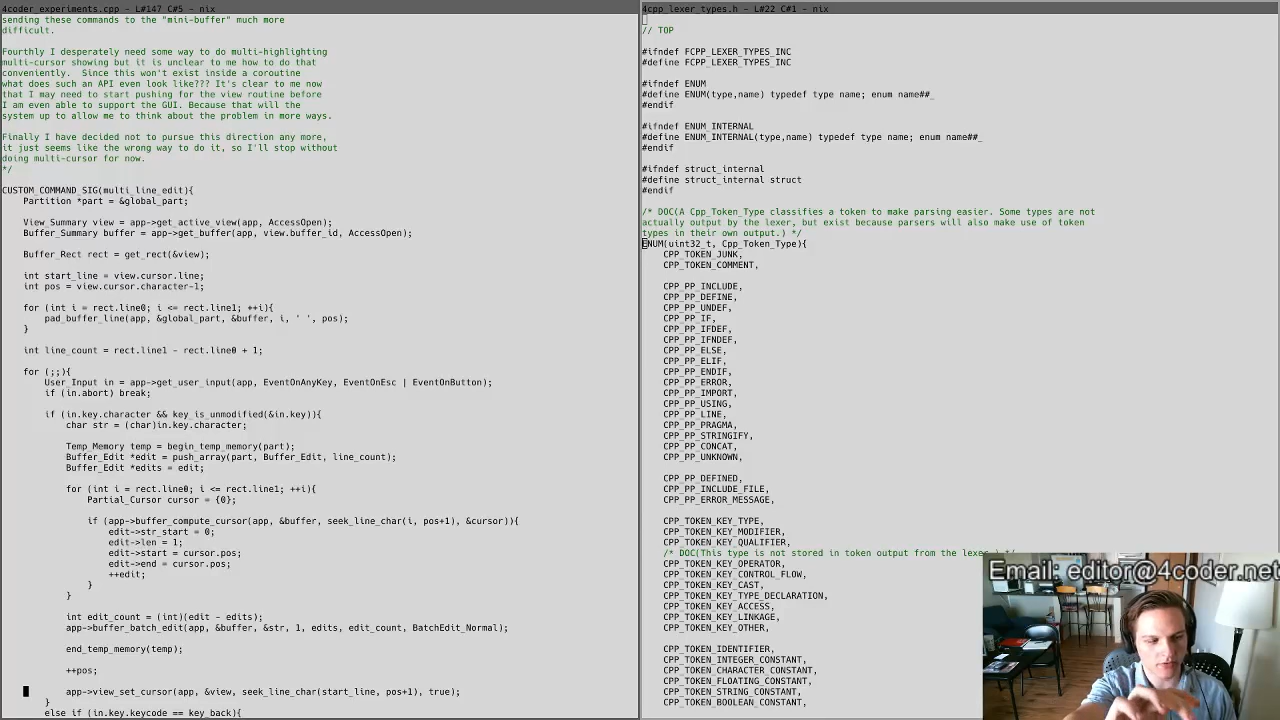 4coder_experiments.cpp - L#147 C#5 - nix
sending these commands to the "mini-buffer" much more
difficult.
Fourthly I desperately need some way to do multi-highlighting
multi-cursor showing but it is unclear to me how to do that
conveniently.  Since this won't exist inside a coroutine
what does such an API even look like??? It's clear to me now
that I may need to start pushing for the view routine before
I am even able to support the GUI. Because that will the
system up to allow me to think about the problem in more ways.
Finally I have decided not to pursue this direction any more,
it just seems like the wrong way to do it, so I'll stop without
doing multi-cursor for now.
*/
CUSTOM_COMMAND_SIG(multi_line_edit){
    Partition *part = &global_part;
    View_Summary view = app->get_active_view(app, AccessOpen);
    Buffer_Summary buffer = app->get_buffer(app, view.buffer_id, AccessOpen);
    Buffer_Rect rect = get_rect(&view);
    int start_line = view.cursor.line;
    int pos = view.cursor.character-1;
    for (int i = rect.line0; i <= rect.line1; ++i){
        pad_buffer_line(app, &global_part, &buffer, i, ' ', pos);
    }
    int line_count = rect.line1 - rect.line0 + 1;
    for (;;){
        User_Input in = app->get_user_input(app, EventOnAnyKey, EventOnEsc | EventOnButton);
        if (in.abort) break;
        if (in.key.character && key_is_unmodified(&in.key)){
            char str = (char)in.key.character;
            Temp_Memory temp = begin_temp_memory(part);
            Buffer_Edit *edit = push_array(part, Buffer_Edit, line_count);
            Buffer_Edit *edits = edit;
            for (int i = rect.line0; i <= rect.line1; ++i){
                Partial_Cursor cursor = {0};
                if (app->buffer_compute_cursor(app, &buffer, seek_line_char(i, pos+1), &cursor)){
                    edit->str_start = 0;
                    edit->len = 1;
                    edit->start = cursor.pos;
                    edit->end = cursor.pos;
                    ++edit;
                }
            }
            int edit_count = (int)(edit - edits);
            app->buffer_batch_edit(app, &buffer, &str, 1, edits, edit_count, BatchEdit_Normal);
            end_temp_memory(temp);
            ++pos;
            app->view_set_cursor(app, &view, seek_line_char(start_line, pos+1), true);
        }
        else if (in.key.keycode == key_back){
4cpp_lexer_types.h - L#22 C#1 - nix
// TOP
#ifndef FCPP_LEXER_TYPES_INC
#define FCPP_LEXER_TYPES_INC
#ifndef ENUM
#define ENUM(type,name) typedef type name; enum name##_
#endif
#ifndef ENUM_INTERNAL
#define ENUM_INTERNAL(type,name) typedef type name; enum name##_
#endif
#ifndef struct_internal
#define struct_internal struct
#endif
/* DOC(A Cpp_Token_Type classifies a token to make parsing easier. Some types are not
actually output by the lexer, but exist because parsers will also make use of token
types in their own output.) */
ENUM(uint32_t, Cpp_Token_Type){
    CPP_TOKEN_JUNK,
    CPP_TOKEN_COMMENT,
    CPP_PP_INCLUDE,
    CPP_PP_DEFINE,
    CPP_PP_UNDEF,
    CPP_PP_IF,
    CPP_PP_IFDEF,
    CPP_PP_IFNDEF,
    CPP_PP_ELSE,
    CPP_PP_ELIF,
    CPP_PP_ENDIF,
    CPP_PP_ERROR,
    CPP_PP_IMPORT,
    CPP_PP_USING,
    CPP_PP_LINE,
    CPP_PP_PRAGMA,
    CPP_PP_STRINGIFY,
    CPP_PP_CONCAT,
    CPP_PP_UNKNOWN,
    CPP_PP_DEFINED,
    CPP_PP_INCLUDE_FILE,
    CPP_PP_ERROR_MESSAGE,
    CPP_TOKEN_KEY_TYPE,
    CPP_TOKEN_KEY_MODIFIER,
    CPP_TOKEN_KEY_QUALIFIER,
    /* DOC(This type is not stored in token output from the lexer.) */
    CPP_TOKEN_KEY_OPERATOR,
    CPP_TOKEN_KEY_CONTROL_FLOW,
    CPP_TOKEN_KEY_CAST,
    CPP_TOKEN_KEY_TYPE_DECLARATION,
    CPP_TOKEN_KEY_ACCESS,
    CPP_TOKEN_KEY_LINKAGE,
    CPP_TOKEN_KEY_OTHER,
    CPP_TOKEN_IDENTIFIER,
    CPP_TOKEN_INTEGER_CONSTANT,
    CPP_TOKEN_CHARACTER_CONSTANT,
    CPP_TOKEN_FLOATING_CONSTANT,
    CPP_TOKEN_STRING_CONSTANT,
    CPP_TOKEN_BOOLEAN_CONSTANT,
Email: editor@4coder.net